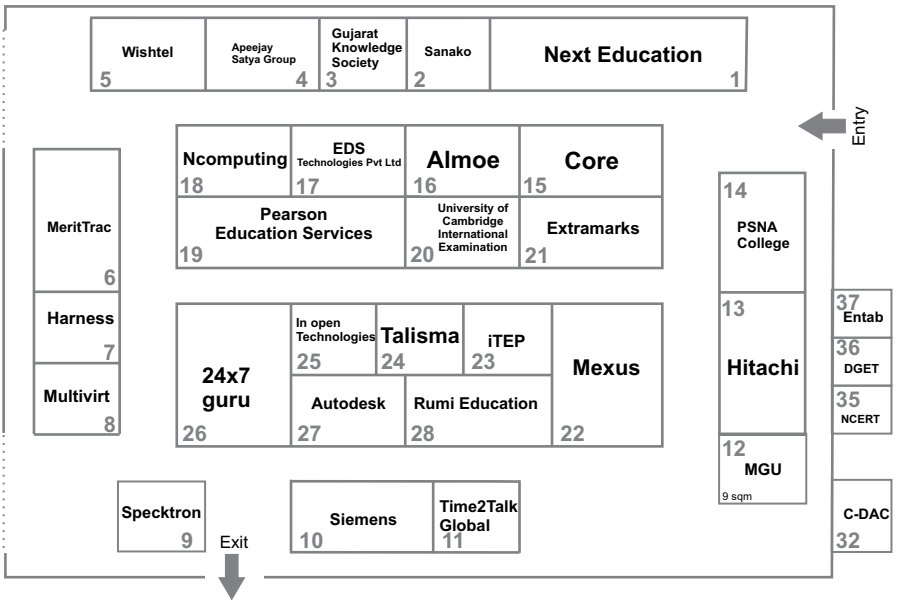 Wishtel
5
Apeejay
Satya Group
4
Gujarat
Knowledge
Society
3
Sanako
2
Next Education
1
Entry
Ncomputing
18
EDS
Technologies Pvt Ltd
17
Almoe
16
Core
15
Pearson
Education Services
19
University of
Cambridge
International
Examination
20
Extramarks
21
MeritTrac
6
Harness
7
Multivirt
8
14
PSNA
College
13
Hitachi
12
MGU
9 sqm
37
Entab
36
DGET
35
NCERT
C-DAC
32
24x7
guru
26
In open
Technologies
25
Talisma
24
iTEP
23
Mexus
22
Autodesk
27
Rumi Education
28
Specktron
9
Exit
Siemens
10
Time2Talk
Global
11